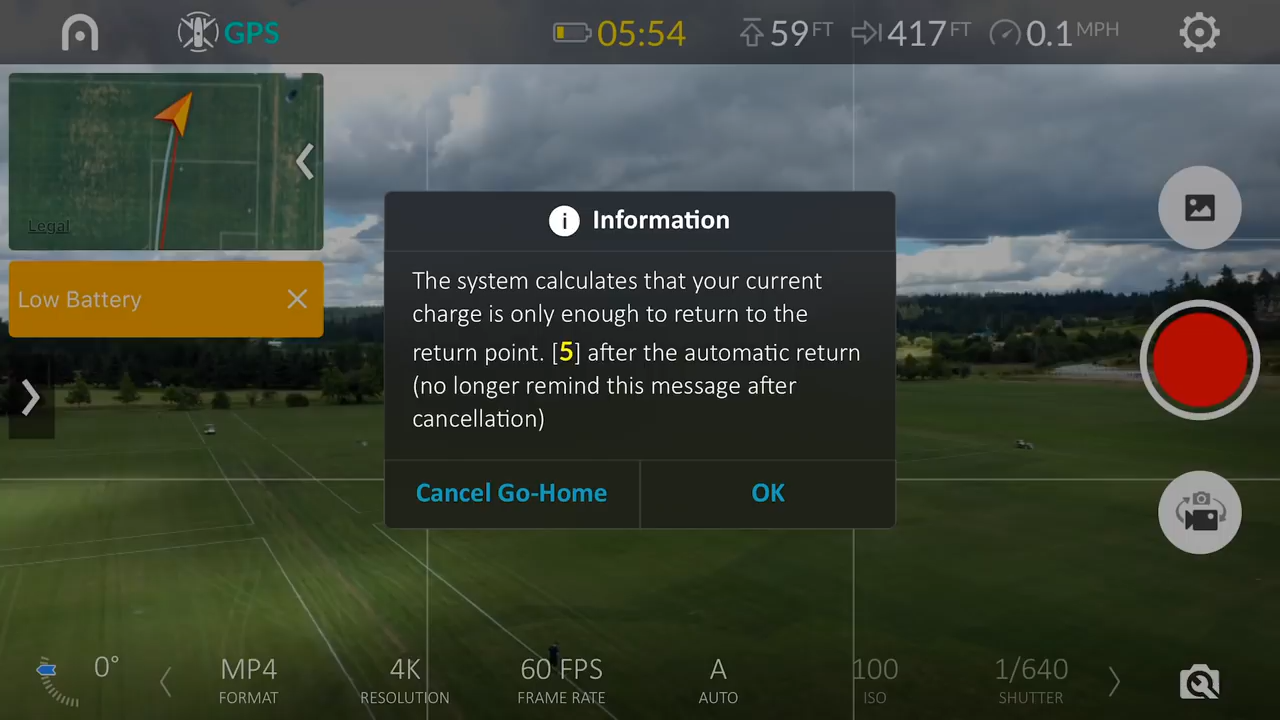 GPS
05:54
59 FT
417 FT
0.1 MPH
Legal
Low Battery
Information
The system calculates that your current
charge is only enough to return to the
return point. [5] after the automatic return
(no longer remind this message after
cancellation)
Cancel Go-Home
OK
0°
MP4
FORMAT
4K
RESOLUTION
60 FPS
FRAME RATE
A
AUTO
100
ISO
1/640
SHUTTER